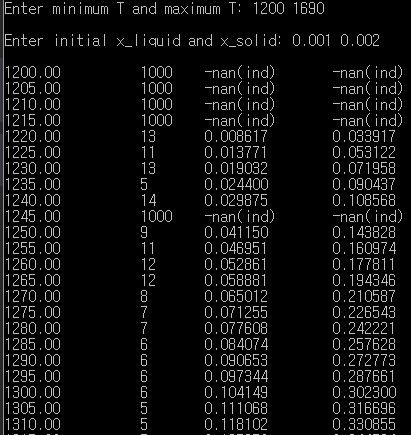 Enter minimum T and maximum T: 1200 1690
Enter initial x_liquid and x_solid: 0.001 0.002
1200.00 1000 -nan(ind) -nan(ind)
1205.00 1000 -nan(ind) -nan(ind)
1210.00 1000 -nan(ind) -nan(ind)
1215.00 1000 -nan(ind) -nan(ind)
1220.00 13 0.008617 0.033917
1225.00 11 0.013771 0.053122
1230.00 13 0.019032 0.071958
1235.00 5 0.024400 0.090437
1240.00 14 0.029875 0.108568
1245.00 1000 -nan(ind) -nan(ind)
1250.00 9 0.041150 0.143828
1255.00 11 0.046951 0.160974
1260.00 12 0.052861 0.177811
1265.00 12 0.058881 0.194346
1270.00 8 0.065012 0.210587
1275.00 7 0.071255 0.226543
1280.00 7 0.077608 0.242221
1285.00 6 0.084074 0.257628
1290.00 6 0.090653 0.272773
1295.00 6 0.097344 0.287661
1300.00 6 0.104149 0.302300
1305.00 5 0.111068 0.316696
1310.00 5 0.118102 0.330855